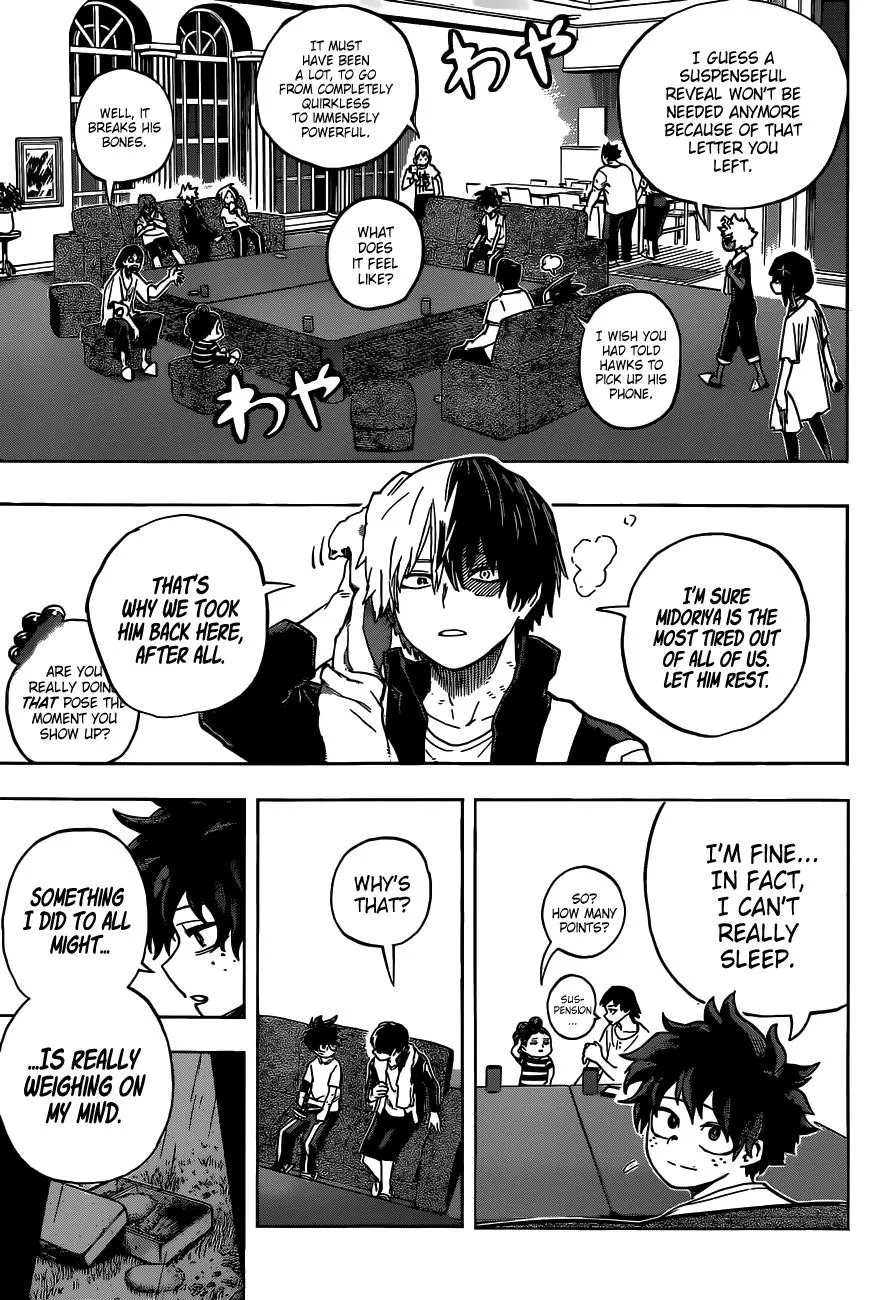 I GUESS A
SUSPENSEFUL
REVEAL WON'T BE
NEEDED ANYMORE
BECAUSE OF THAT
LETTER YOU
LEFT.
わや
IT MUST
HAVE BEEN
A LOT, TO GO
FROM COMPLETELY
QUIRKLESS
TO IMMENSELY
POWERFUL.
WELL, IT
BREAKS HIS
BONES.
WHAT
DOES IT
FEEL
LIKE?
I WISH YOU
HAD TOLD
HAWKS TO
PICK UP HIS
PHONE.
わや
I'M SURE
MIDORIYA IS THE
MOST TIRED OUT
OF ALL OF US.
LET HIM REST.
THAT'S
WHY WE TOOK
HIM BACK HERE,
AFTER ALL.
ARE YOU
REALLY DOING
THAT POSE THE
MOMENT YOU
SHOW UP?
I'M FINE...
IN FACT,
I CAN'T
REALLY
SLEEP.
SO?
HOW MANY
POINTS?
SUS-
PENSION
...
WHY'S
THAT?
SOMETHING
I DID TO ALL
MIGHT...
...IS REALLY
WEIGHING ON
MY MIND.